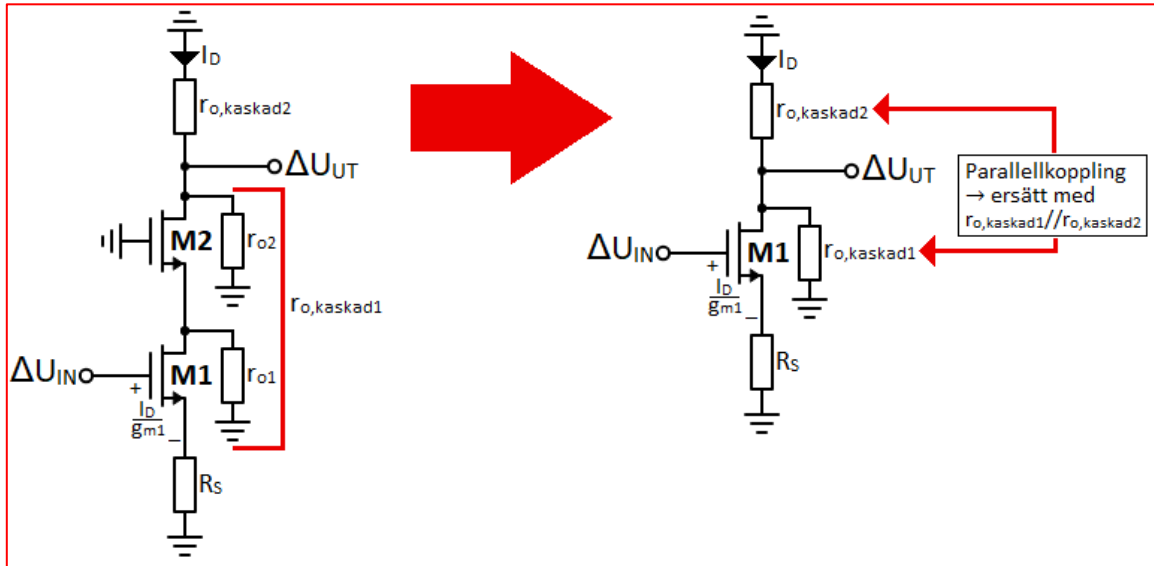 I_D
r_o,kaskad2
ΔU_UT
M2
r_o2
r_o,kaskad1
ΔU_IN
M1
r_o1
+
I_D
g_m1
–
R_S
I_D
r_o,kaskad2
ΔU_UT
Parallellkoppling
→ ersätt med
r_o,kaskad1//r_o,kaskad2
ΔU_IN
M1
r_o,kaskad1
+
I_D
g_m1
–
R_S